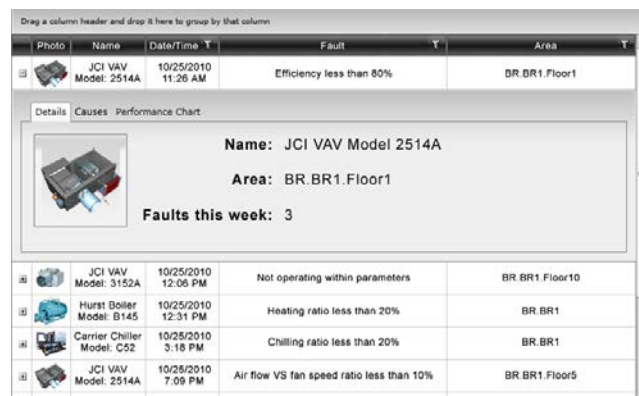 Drag a column header and drop it here to group by that column
Photo Name Date/Time Fault Area
JCI VAV 10/25/2010
Model: 2514A 11:26 AM Efficiency less than 80% BR.BR1.Floor1
Details Causes Performance Chart
Name: JCI VAV Model 2514A
Area: BR.BR1.Floor1
Faults this week: 3
JCI VAV 10/25/2010
Model: 3152A 12:06 PM Not operating within parameters BR.BR1.Floor10
Hurst Boiler 10/25/2010
Model: B145 12:31 PM Heating ratio less than 20% BR.BR1
Carrier Chiller 10/25/2010
Model: C52 3:18 PM Chilling ratio less than 20% BR.BR1
JCI VAV 10/25/2010
Model: 2514A 7:09 PM Air flow VS fan speed ratio less than 10% BR.BR1.Floor5